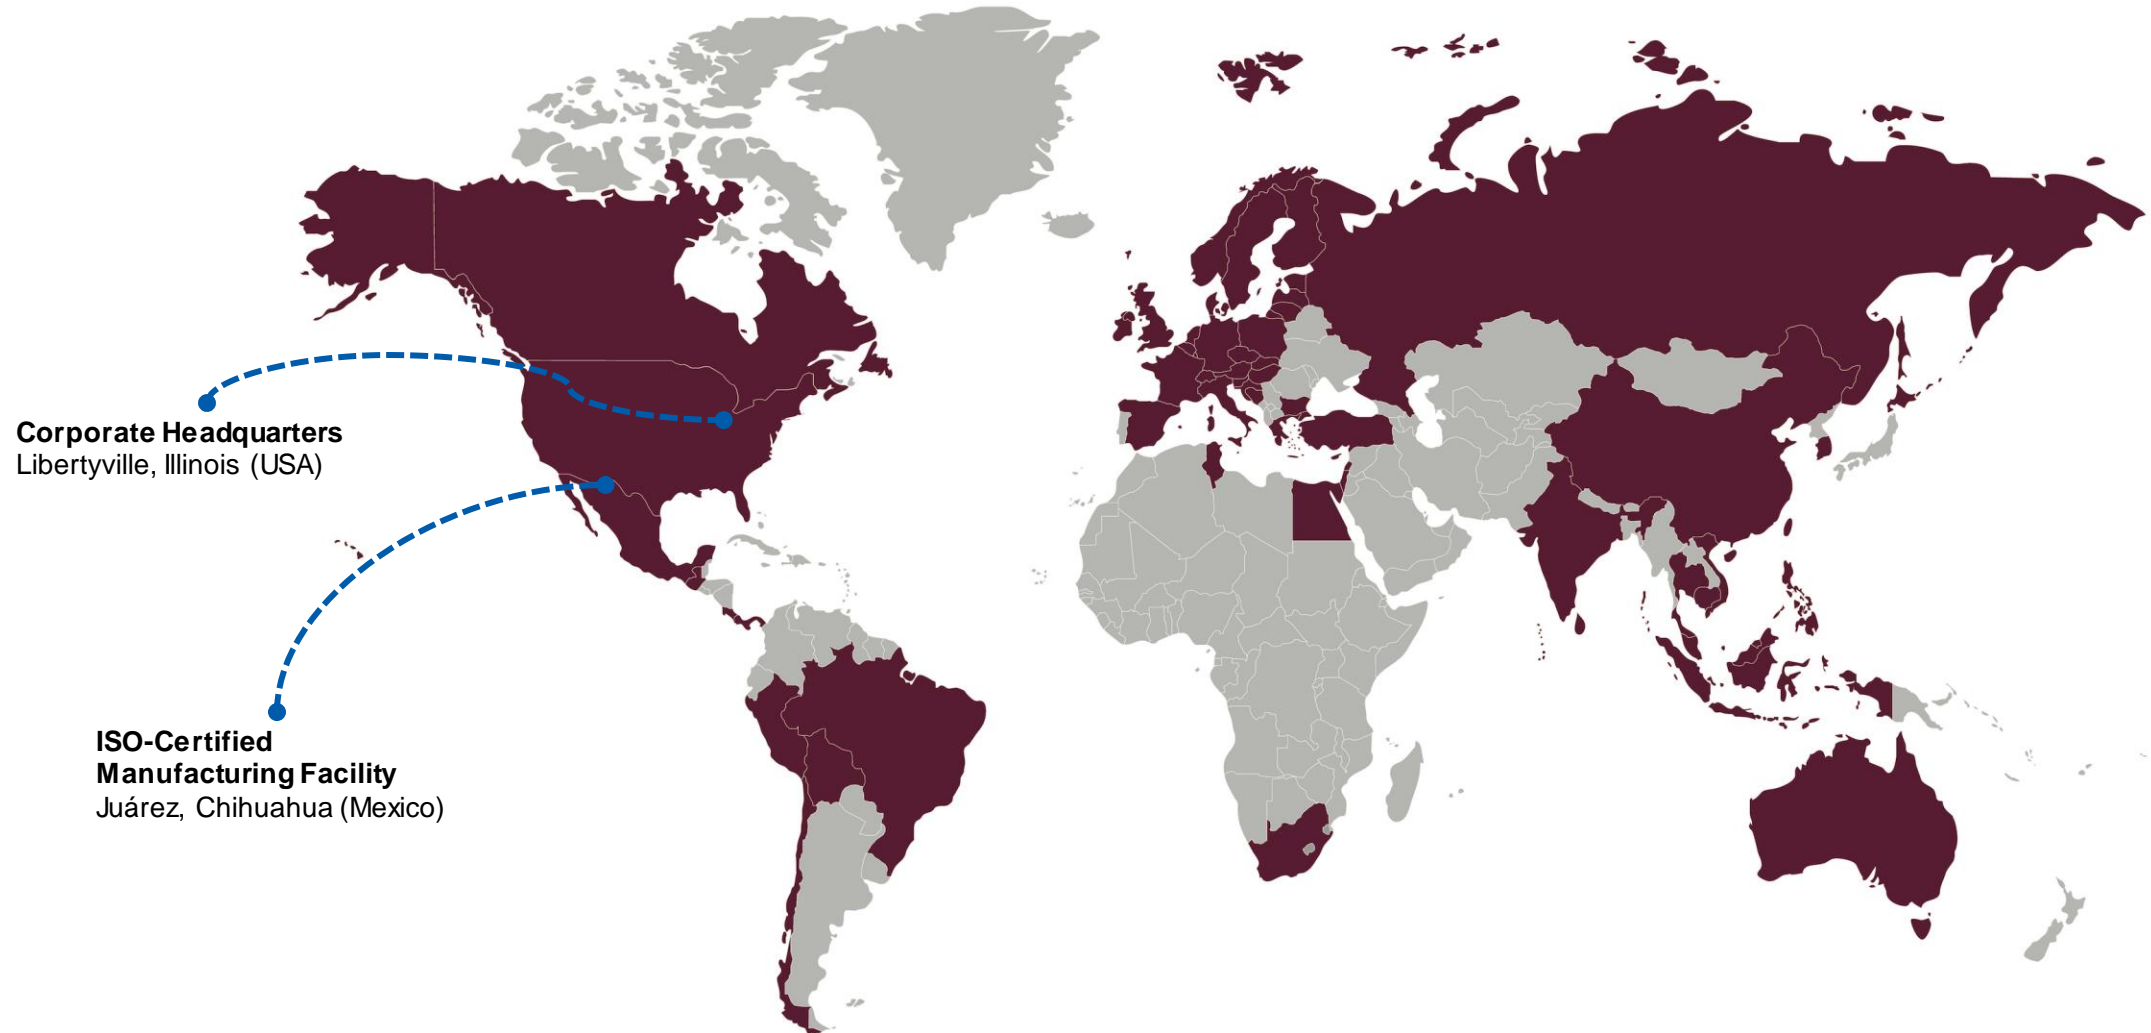 Corporate Headquarters
Libertyville, Illinois (USA)
ISO-Certified
Manufacturing Facility
Juárez, Chihuahua (Mexico)